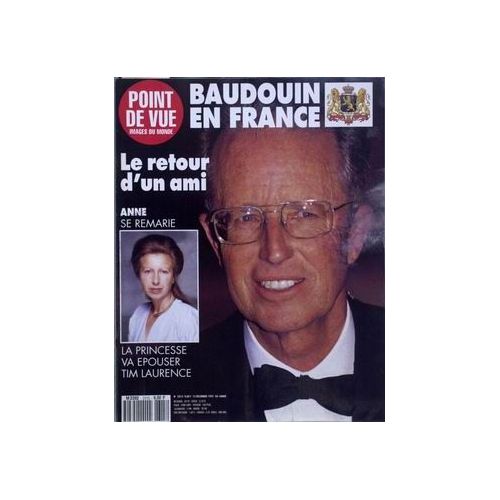 POINT
DE VUE
IMAGES DU MONDE
BAUDOUIN
EN FRANCE
Le retour
d'un ami
ANNE
SE REMARIE
LA PRINCESSE
VA EPOUSER
TIM LAURENCE